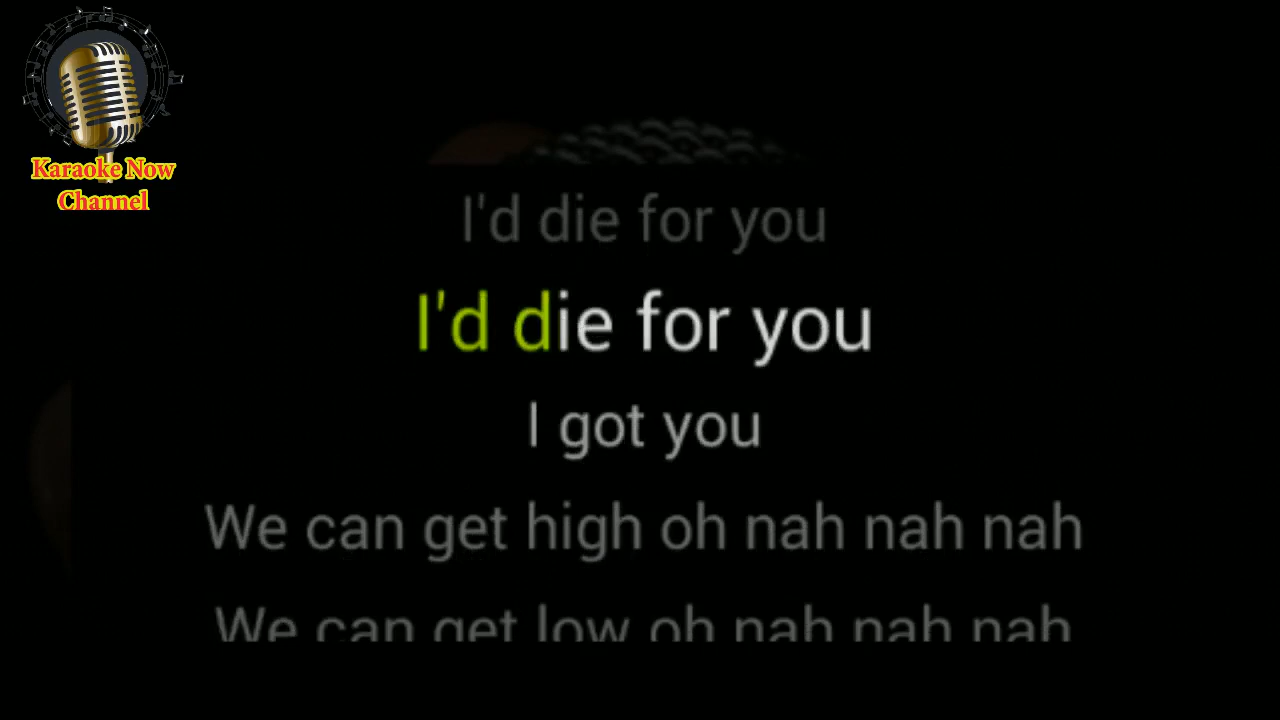 Karaoke Now
Channel
I'd die for you
I'd die for you
I got you
We can get high oh nah nah nah
We can get low oh nah nah nah